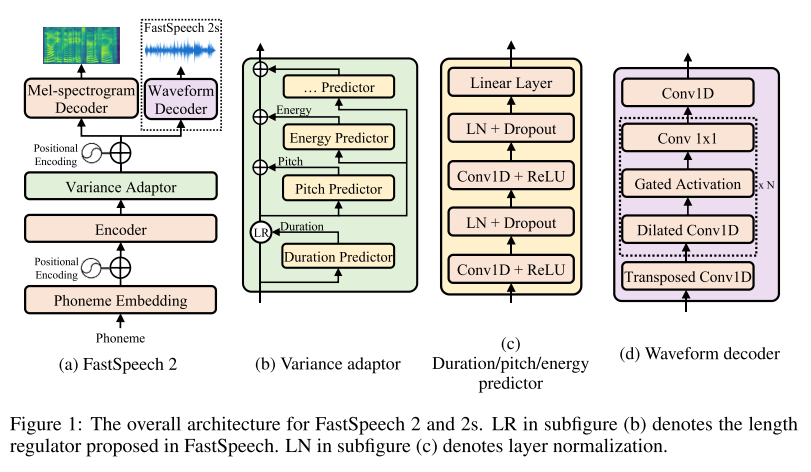 FastSpeech 2s
Mel-spectrogram
Decoder
Waveform
Decoder
Positional
Encoding
Variance Adaptor
Encoder
Positional
Encoding
Phoneme Embedding
Phoneme
(a) FastSpeech 2
... Predictor
Energy
Energy Predictor
Pitch
Pitch Predictor
LR
Duration
Duration Predictor
(b) Variance adaptor
Linear Layer
LN + Dropout
Conv1D + ReLU
LN + Dropout
Conv1D + ReLU
(c)
Duration/pitch/energy
predictor
Conv1D
Conv 1x1
Gated Activation
x N
Dilated Conv1D
Transposed Conv1D
(d) Waveform decoder
Figure 1: The overall architecture for FastSpeech 2 and 2s. LR in subfigure (b) denotes the length
regulator proposed in FastSpeech. LN in subfigure (c) denotes layer normalization.